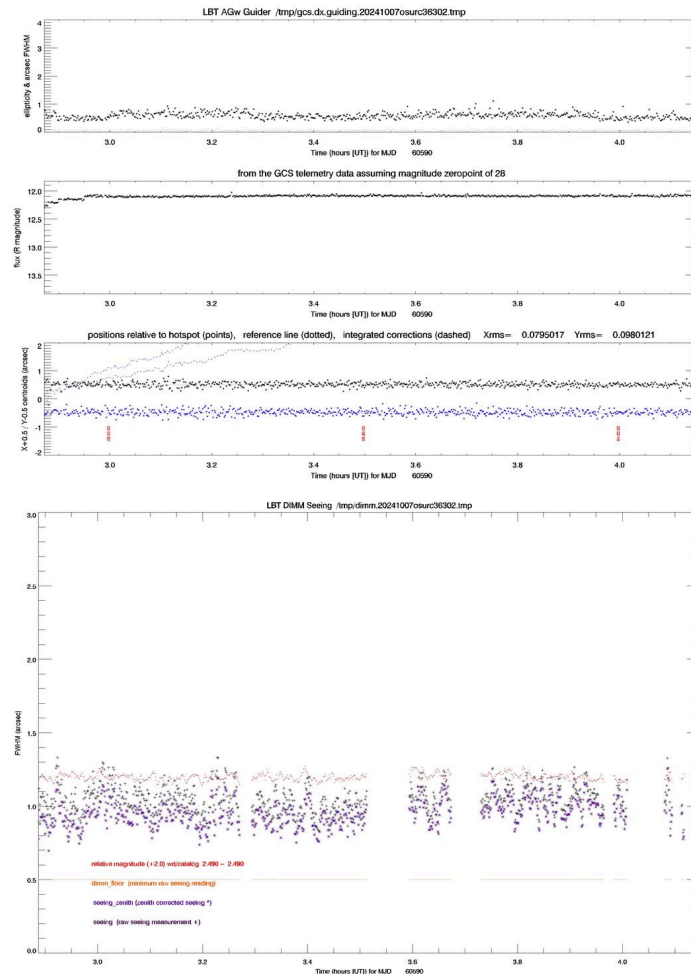 LBT AGw Guider /tmp/gcs.dx.guiding.20241007osurc36302.tmp
ellipticity & arcsec FWHM
4
3
2
1
0
3.0 3.2 3.4 3.6 3.8 4.0
Time (hours [UT]) for MJD 60590
from the GCS telemetry data assuming magnitude zeropoint of 28
flux (R magnitude)
12.0
12.5
13.0
13.5
3.0 3.2 3.4 3.6 3.8 4.0
Time (hours [UT]) for MJD 60590
positions relative to hotspot (points), reference line (dotted), integrated corrections (dashed) Xrms= 0.0795017 Yrms= 0.0980121
X+0.5 / Y-0.5 centroids (arcsec)
2
1
0
-1
-2
3.0 3.2 3.4 3.6 3.8 4.0
Time (hours [UT]) for MJD 60590
LBT DIMM Seeing /tmp/dimm.20241007osurc36302.tmp
FWHM (arcsec)
3.0
2.5
2.0
1.5
1.0
0.5
0.0
relative magnitude (+2.0) wrt/catalog 2.490 - 2.490
dimm_floor (minimum raw seeing reading)
seeing_zenith (zenith corrected seeing *)
seeing (raw seeing measurement +)
3.0 3.2 3.4 3.6 3.8 4.0
Time (hours [UT]) for MJD 60590